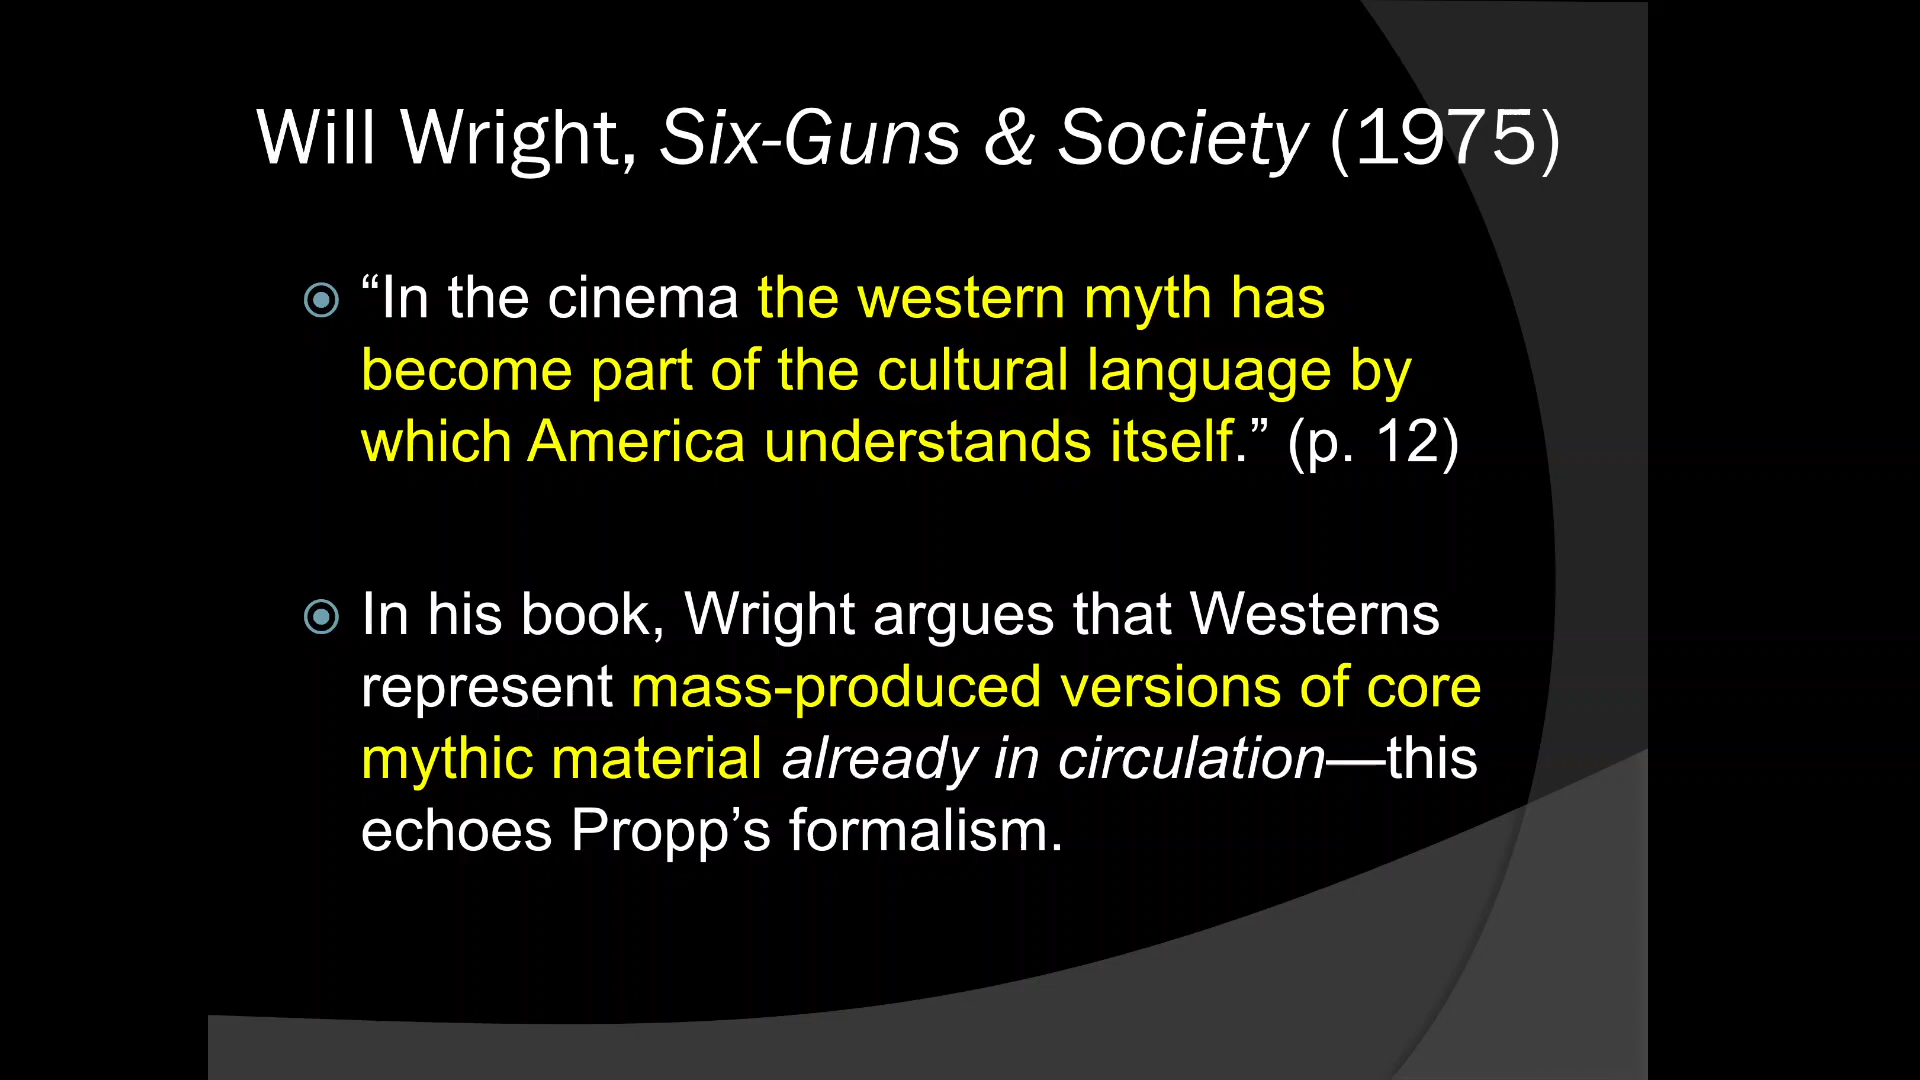 Will Wright, Six-Guns & Society (1975)
“In the cinema the western myth has
become part of the cultural language by
which America understands itself.” (p. 12)
In his book, Wright argues that Westerns
represent mass-produced versions of core
mythic material already in circulation—this
echoes Propp’s formalism.